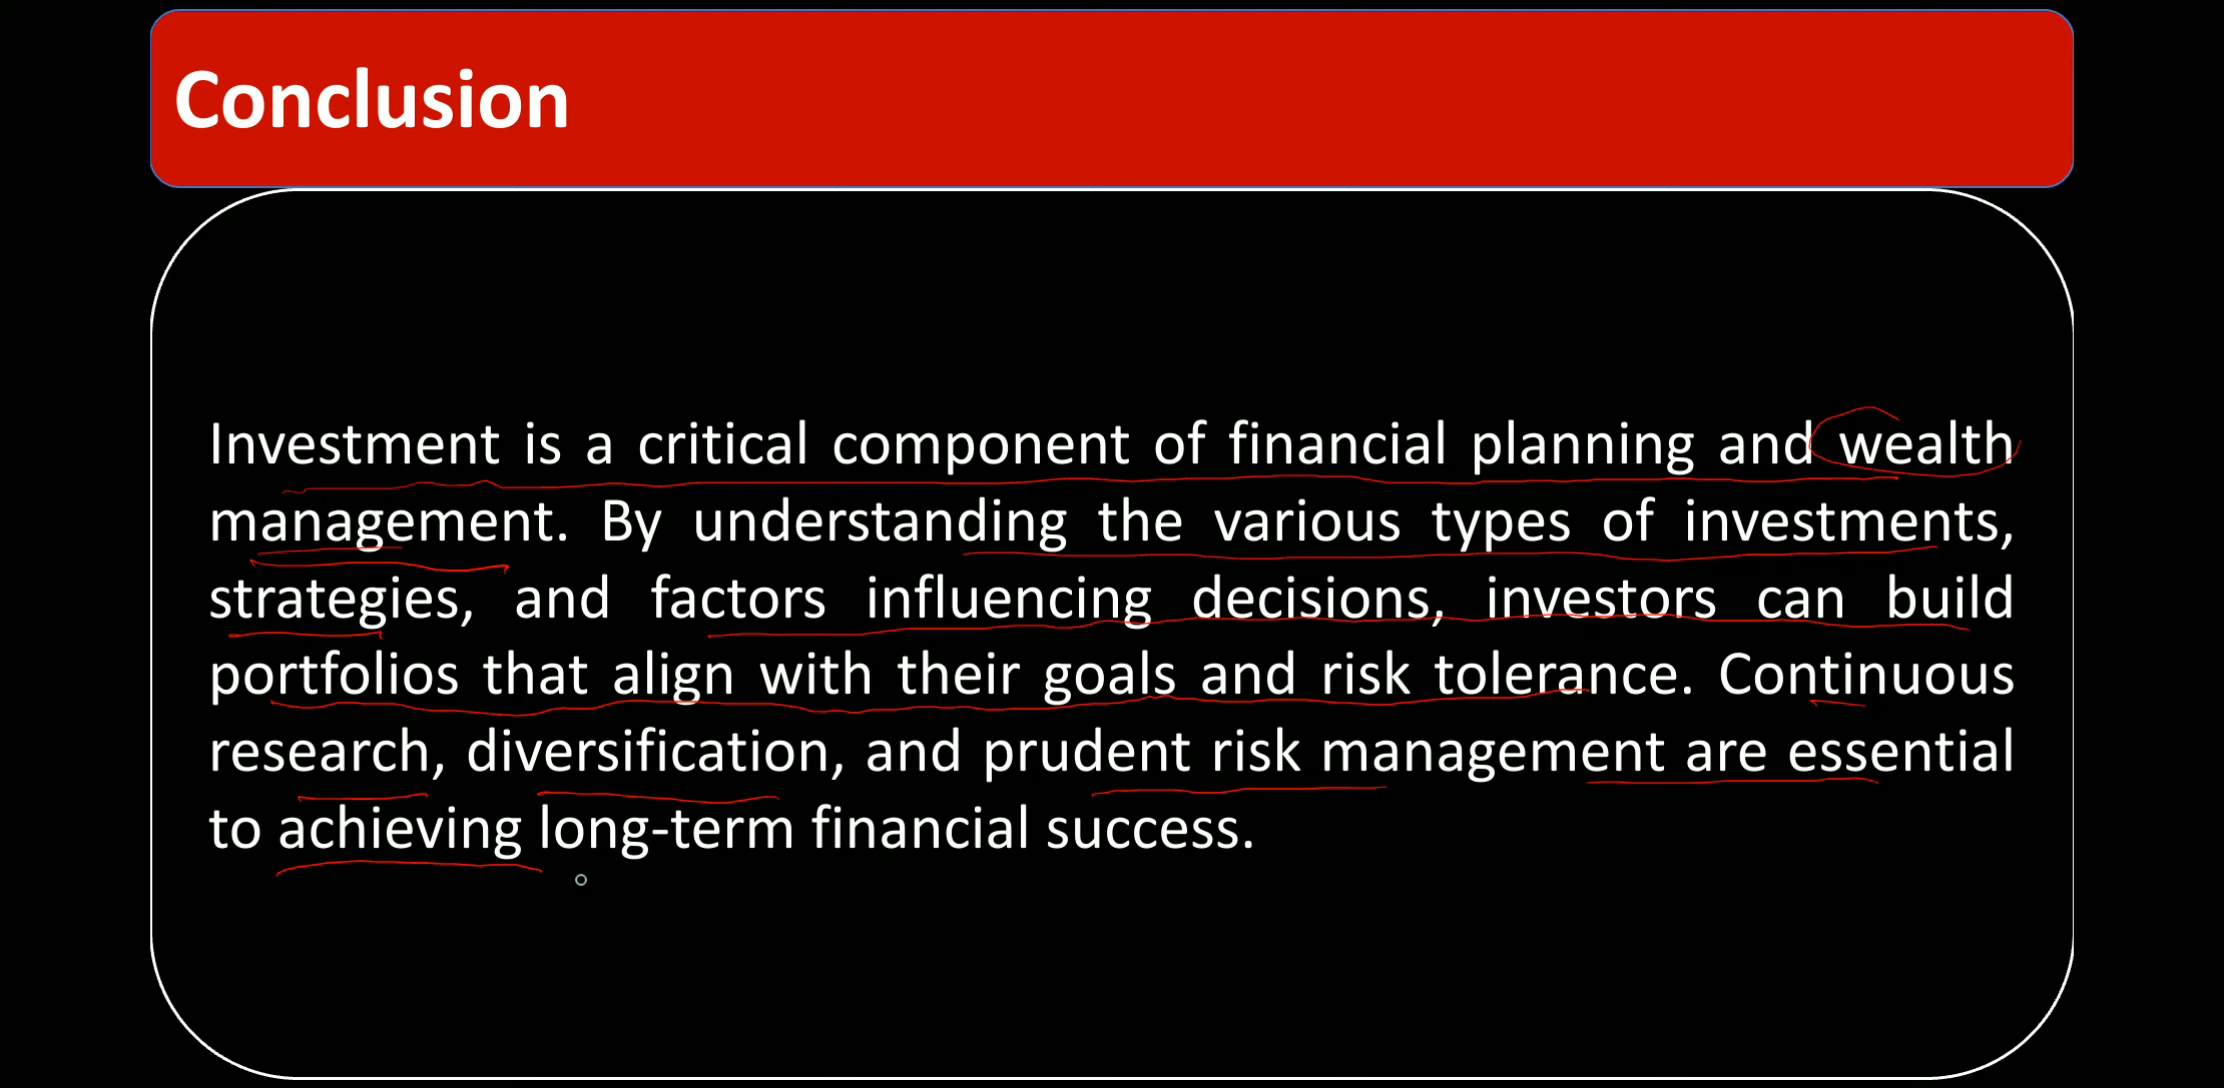 Conclusion
Investment is a critical component of financial planning and wealth
management. By understanding the various types of investments,
strategies, and factors influencing decisions, investors can build
portfolios that align with their goals and risk tolerance. Continuous
research, diversification, and prudent risk management are essential
to achieving long-term financial success.